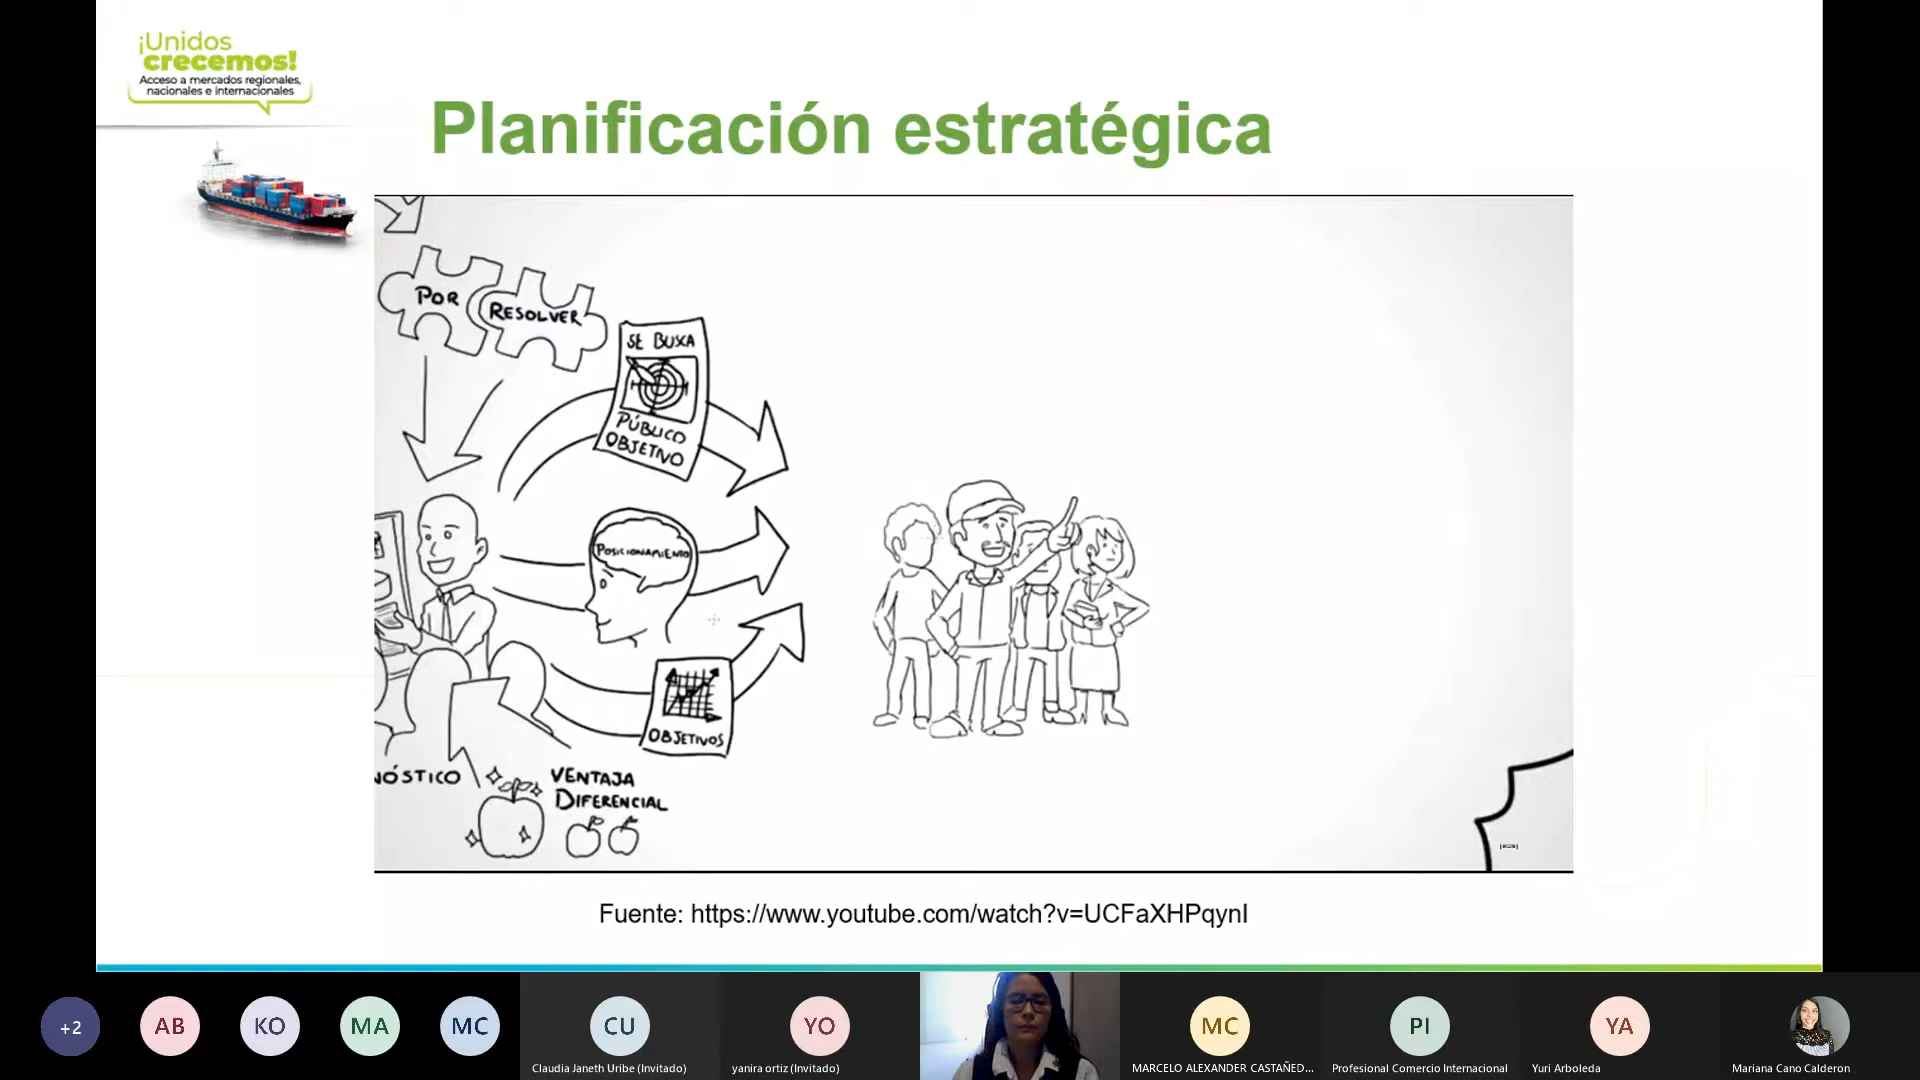 ¡Unidos
crecemos!
Acceso a mercados regionales,
nacionales e internacionales
Planificación estratégica
POR
RESOLVER
SE BUSCA
PÚBLICO
OBJETIVO
POSICIONAMIENTO
OBJETIVOS
NÓSTICO
VENTAJA
DIFERENCIAL
Fuente: https://www.youtube.com/watch?v=UCFaXHPqynI
+2
AB
KO
MA
MC
CU
Claudia Janeth Uribe (Invitado)
YO
yanira ortiz (Invitado)
MC
MARCELO ALEXANDER CASTAÑED...
PI
Profesional Comercio Internacional
YA
Yuri Arboleda
Mariana Cano Calderon